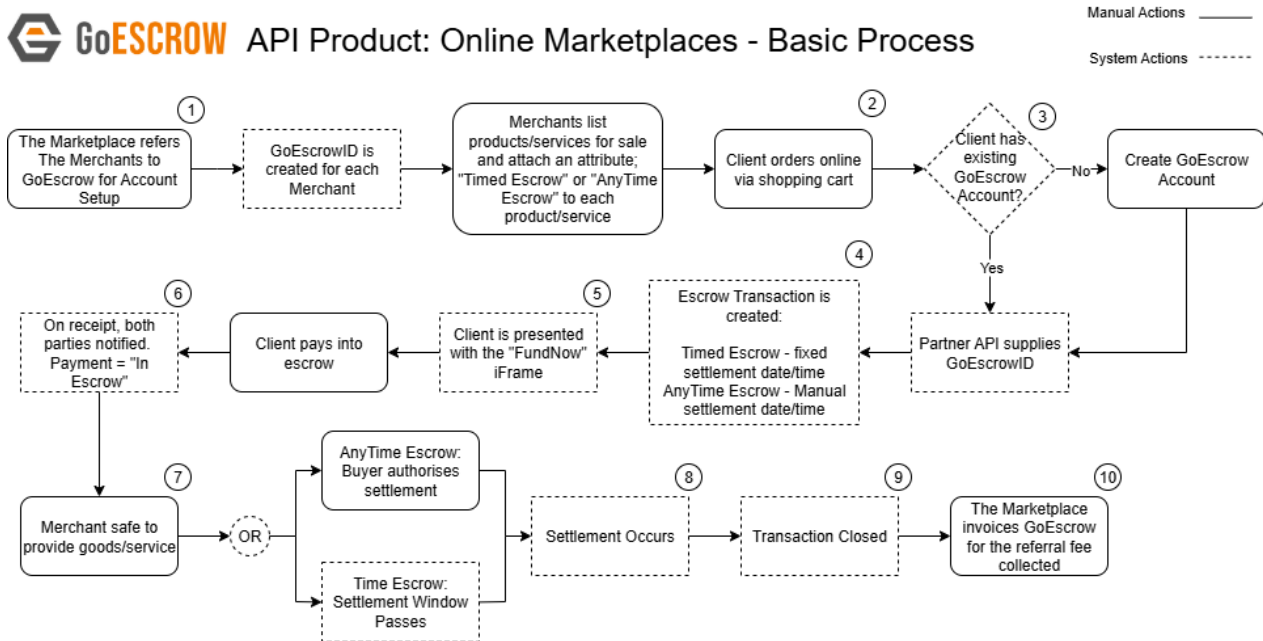 GoESCROW API Product: Online Marketplaces - Basic Process
Manual Actions
System Actions
1
The Marketplace refers
The Merchants to
GoEscrow for Account
Setup
GoEscrowID is
created for each
Merchant
Merchants list
products/services for sale
and attach an attribute;
"Timed Escrow" or "AnyTime
Escrow" to each
product/service
2
Client orders online
via shopping cart
3
Client has
existing
GoEscrow
Account?
No
Create GoEscrow
Account
Yes
Partner API supplies
GoEscrowID
4
Escrow Transaction is
created:
Timed Escrow - fixed
settlement date/time
AnyTime Escrow - Manual
settlement date/time
5
Client is presented
with the "FundNow"
iFrame
Client pays into
escrow
6
On receipt, both
parties notified.
Payment = "In
Escrow"
7
Merchant safe to
provide goods/service
OR
AnyTime Escrow:
Buyer authorises
settlement
Time Escrow:
Settlement Window
Passes
8
Settlement Occurs
9
Transaction Closed
10
The Marketplace
invoices GoEscrow
for the referral fee
collected